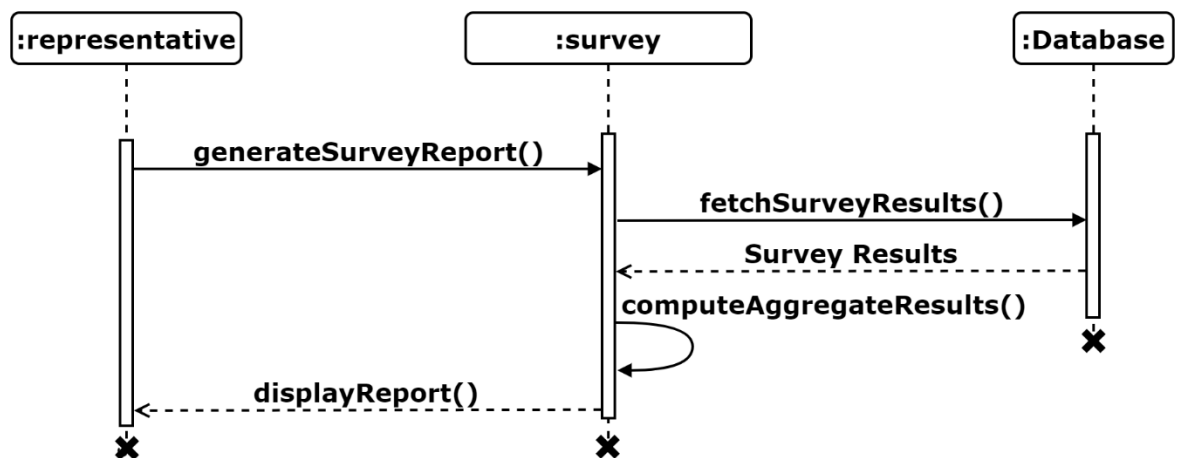 :representative
:survey
:Database
generateSurveyReport()
fetchSurveyResults()
Survey Results
computeAggregateResults()
displayReport()